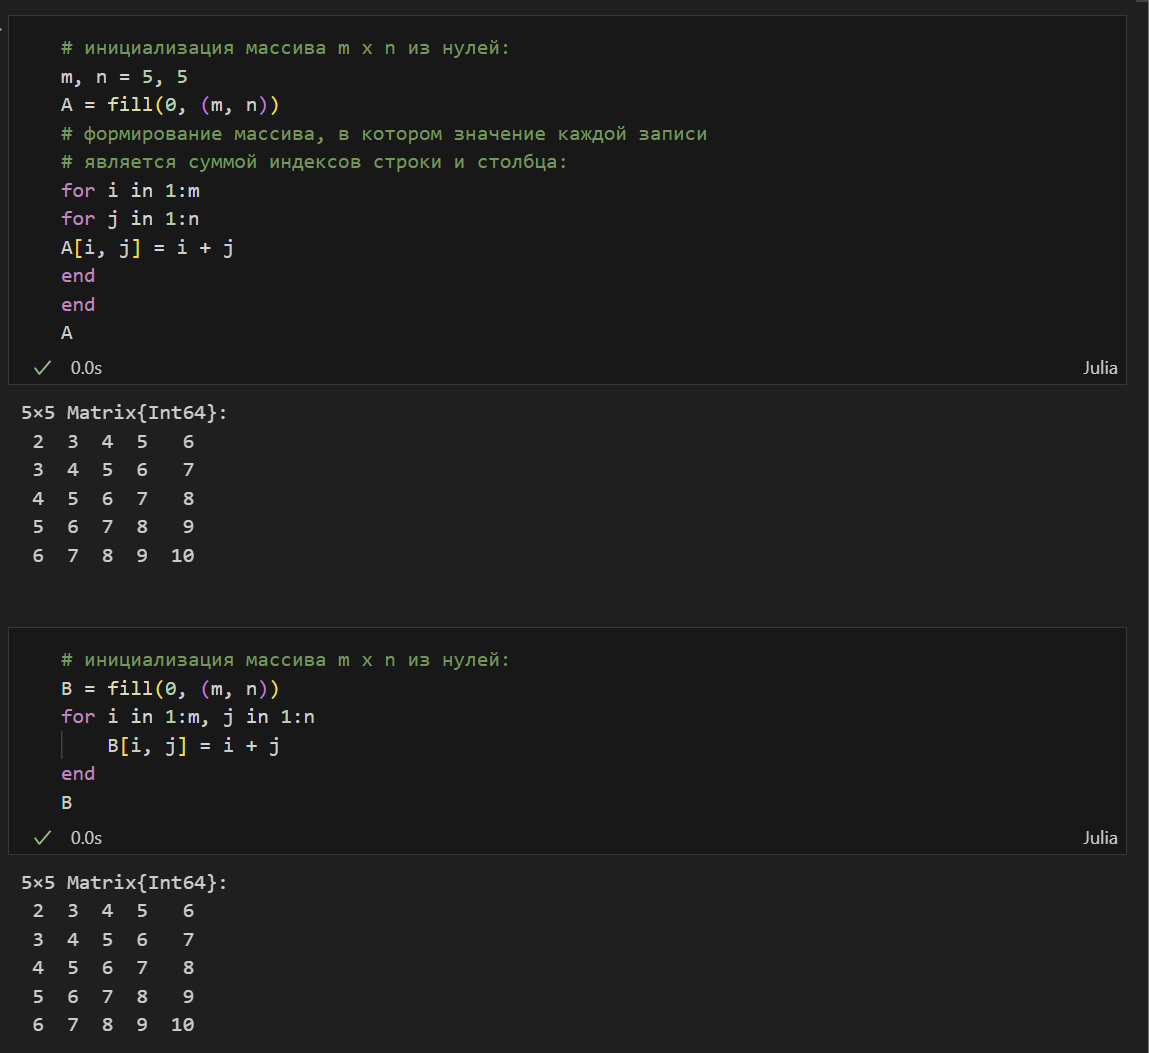 # инициализация массива m x n из нулей:
m, n = 5, 5
A = fill(0, (m, n))
# формирование массива, в котором значение каждой записи
# является суммой индексов строки и столбца:
for i in 1:m
for j in 1:n
A[i, j] = i + j
end
end
A
0.0s
Julia
5×5 Matrix{Int64}:
2 3 4 5 6
3 4 5 6 7
4 5 6 7 8
5 6 7 8 9
6 7 8 9 10
# инициализация массива m x n из нулей:
B = fill(0, (m, n))
for i in 1:m, j in 1:n
    B[i, j] = i + j
end
B
0.0s
Julia
5×5 Matrix{Int64}:
2 3 4 5 6
3 4 5 6 7
4 5 6 7 8
5 6 7 8 9
6 7 8 9 10